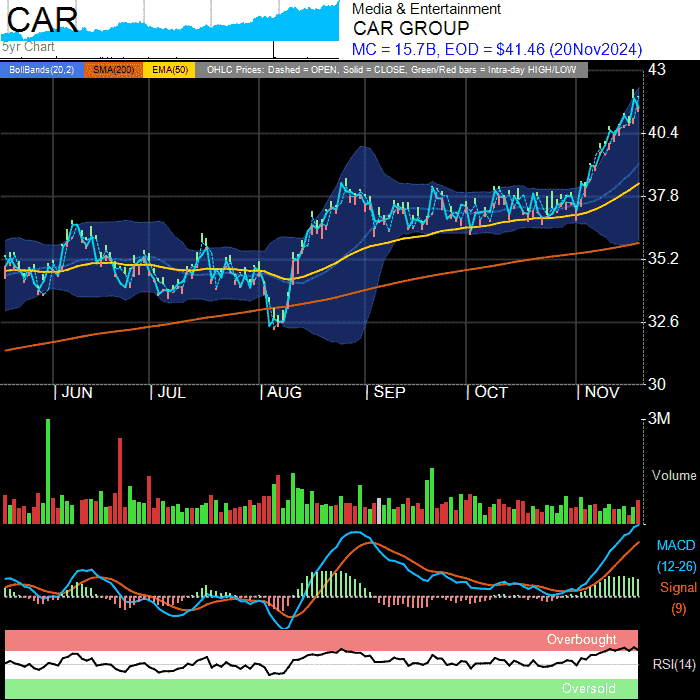 CAR
5yr Chart
Media & Entertainment
CAR GROUP
MC = 15.7B, EOD = $41.46 (20Nov2024)
BollBands(20,2) SMA(200) EMA(50) OHLC Prices: Dashed = OPEN, Solid = CLOSE, Green/Red bars = Intra-day HIGH/LOW
43
40.4
37.8
35.2
32.6
30
JUN JUL AUG SEP OCT NOV
3M
Volume
MACD
(12-26)
Signal
(9)
Overbought
RSI(14)
Oversold